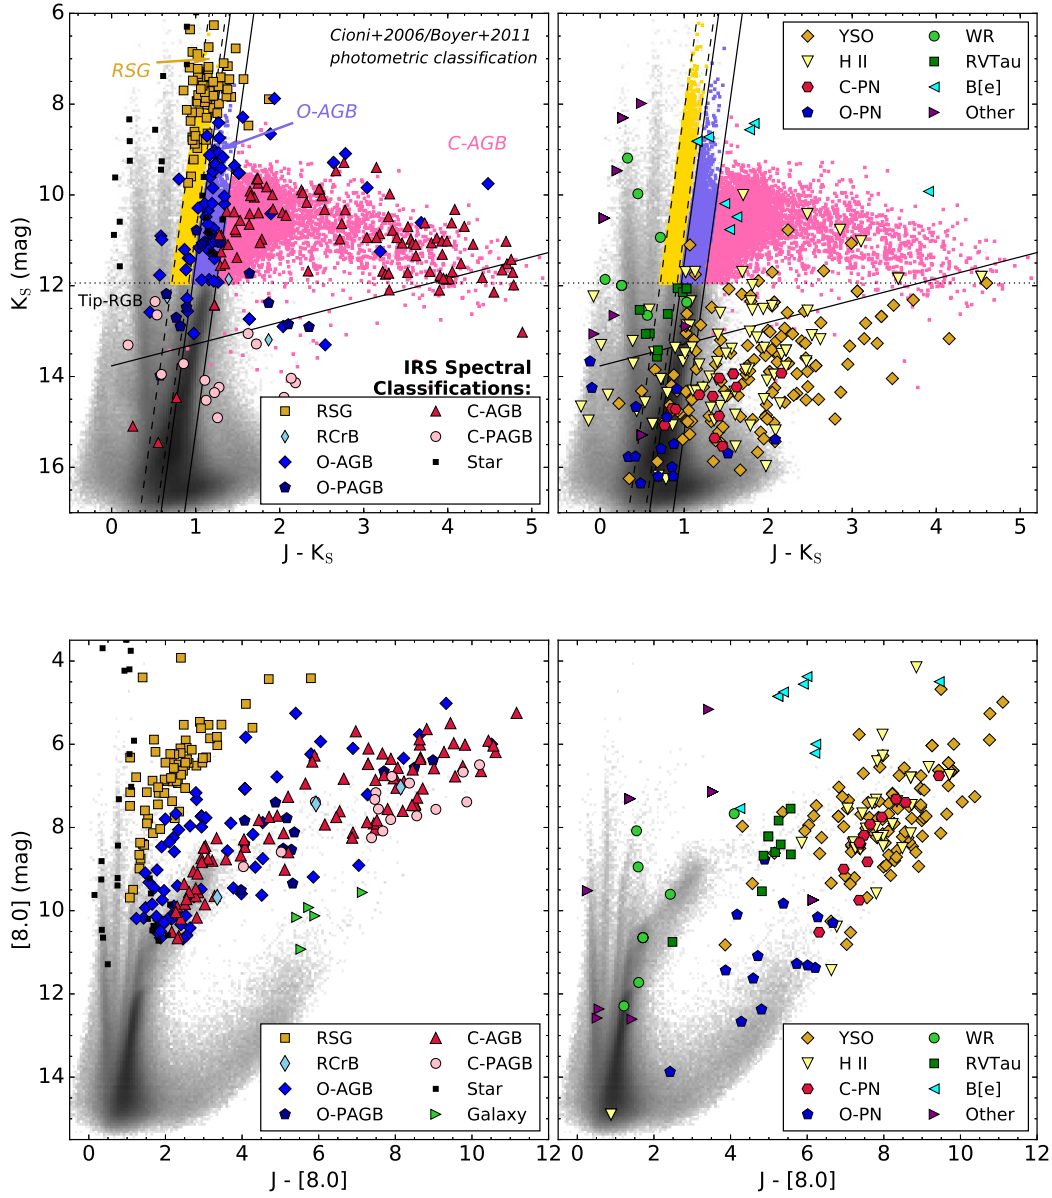 Cioni+2006/Boyer+2011
photometric classification
RSG
O-AGB
C-AGB
Tip-RGB
IRS Spectral
Classifications:
RSG
RCrB
O-AGB
O-PAGB
C-AGB
C-PAGB
Star
6
8
10
12
14
16
K_S (mag)
0
1
2
3
4
5
J - K_S
YSO
H II
C-PN
O-PN
WR
RVTau
B[e]
Other
0
1
2
3
4
5
J - K_S
4
6
8
10
12
14
[8.0] (mag)
RSG
RCrB
O-AGB
O-PAGB
C-AGB
C-PAGB
Star
Galaxy
0
2
4
6
8
10
12
J - [8.0]
YSO
H II
C-PN
O-PN
WR
RVTau
B[e]
Other
0
2
4
6
8
10
12
J - [8.0]